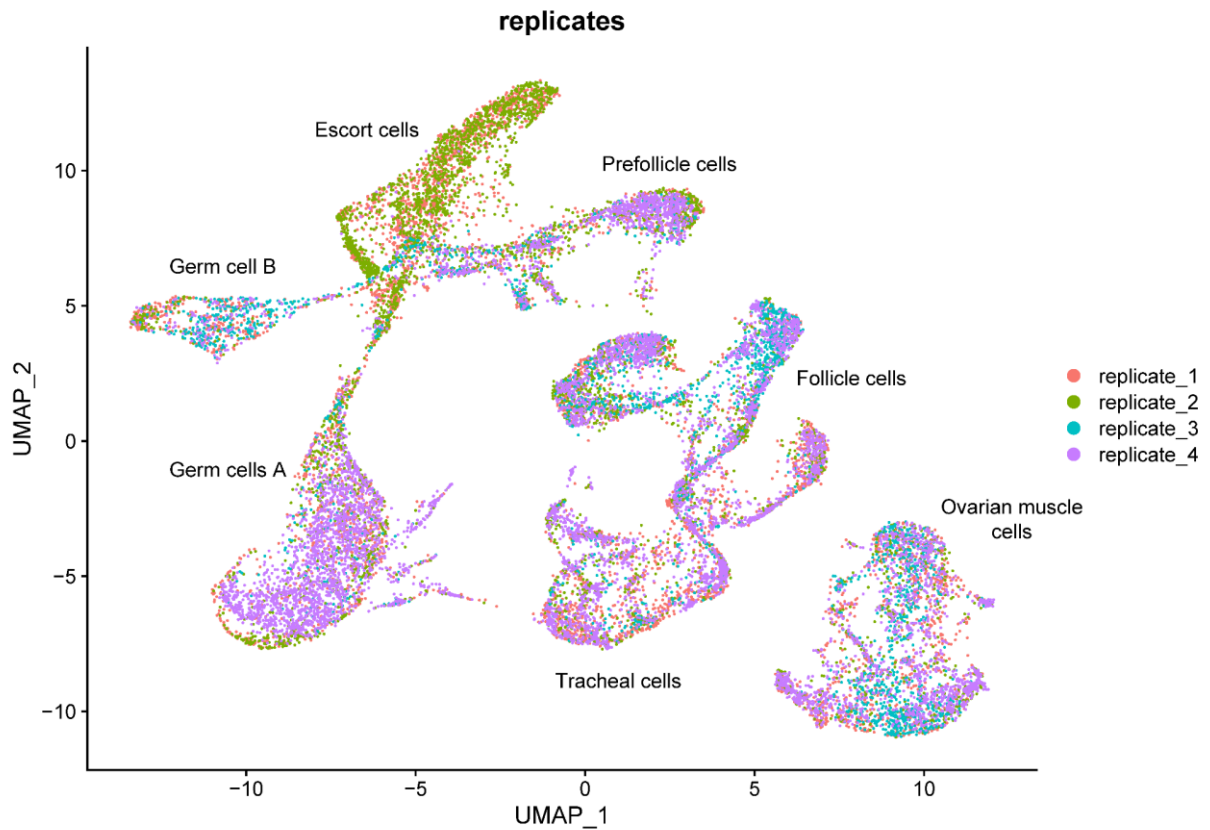 replicates
Escort cells
Prefollicle cells
Germ cell B
Follicle cells
Germ cells A
Ovarian muscle
cells
Tracheal cells
10
5
0
−5
−10
UMAP_2
−10
−5
0
5
10
UMAP_1
replicate_1
replicate_2
replicate_3
replicate_4